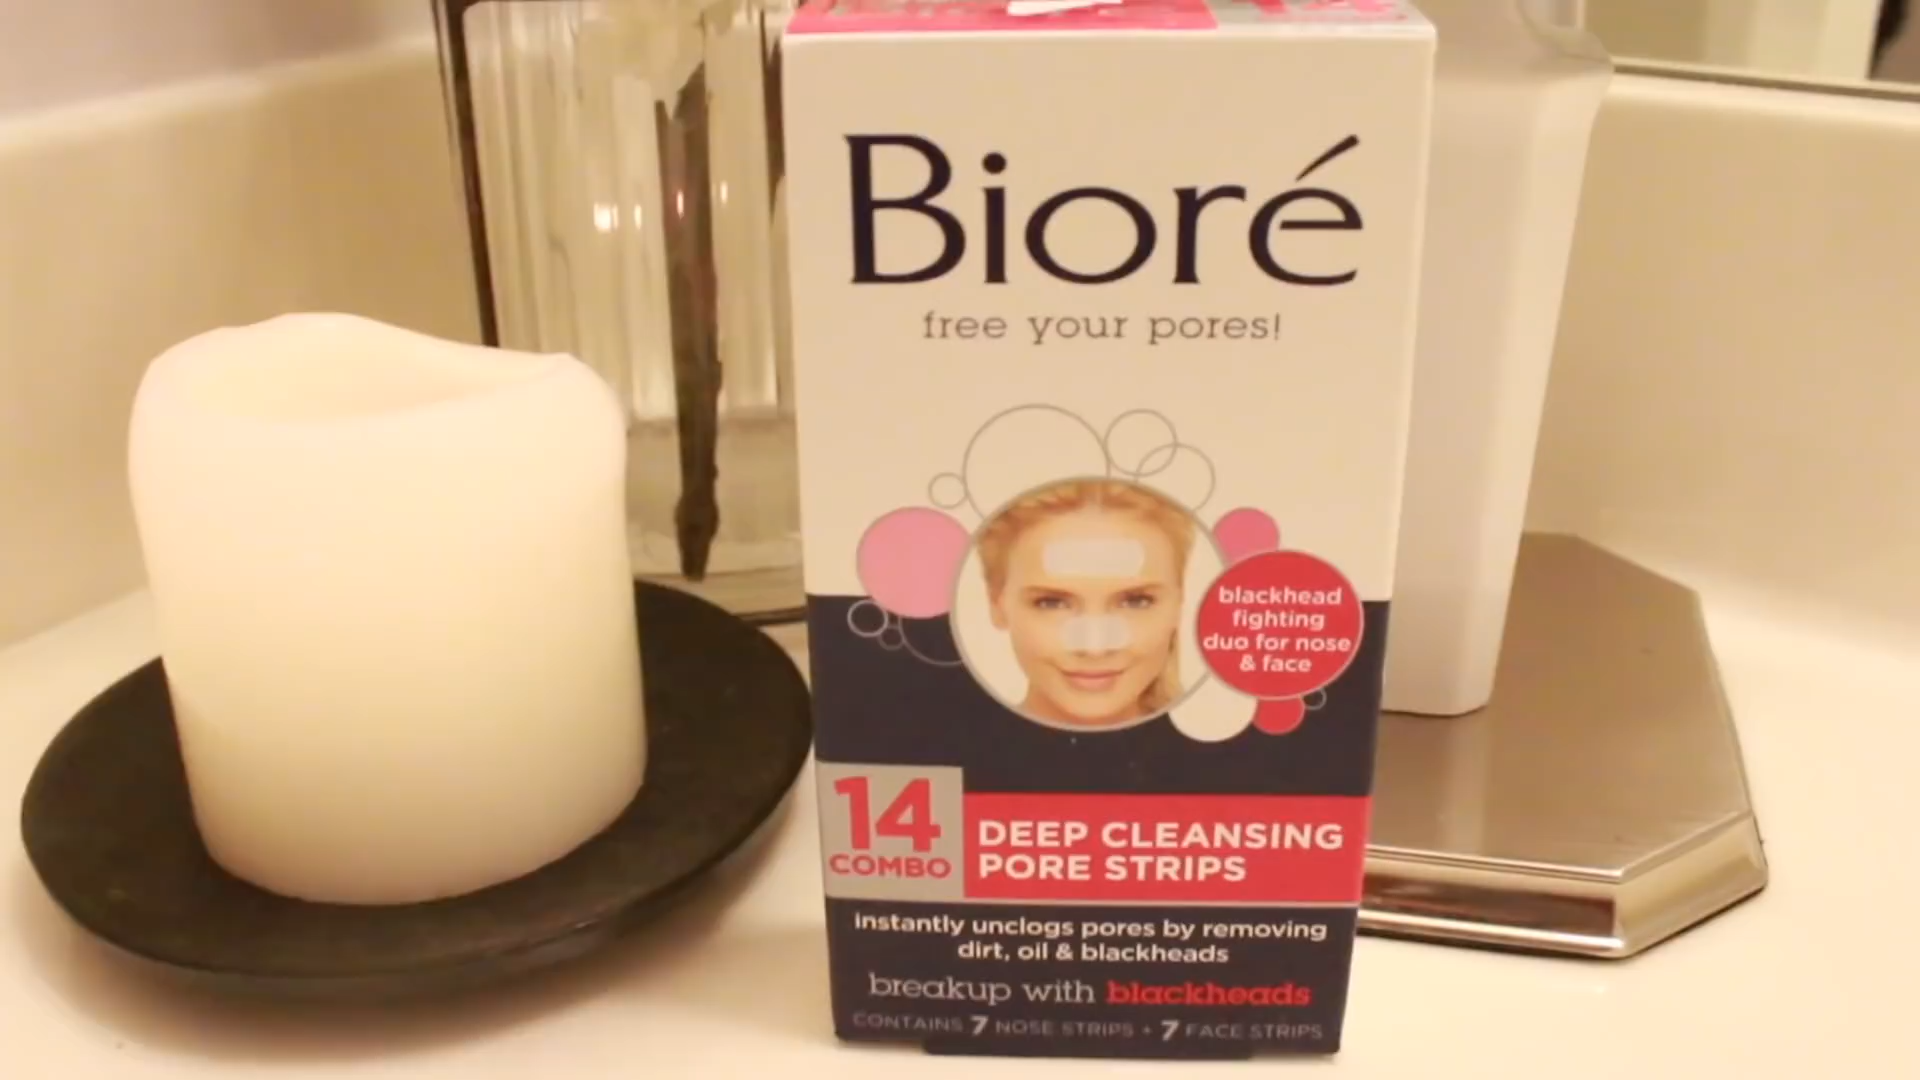 Bioré
free your pores!
blackhead
fighting
duo for nose
& face
14
COMBO
DEEP CLEANSING
PORE STRIPS
instantly unclogs pores by removing
dirt, oil & blackheads
breakup with blackheads
CONTAINS 7 NOSE STRIPS + 7 FACE STRIPS